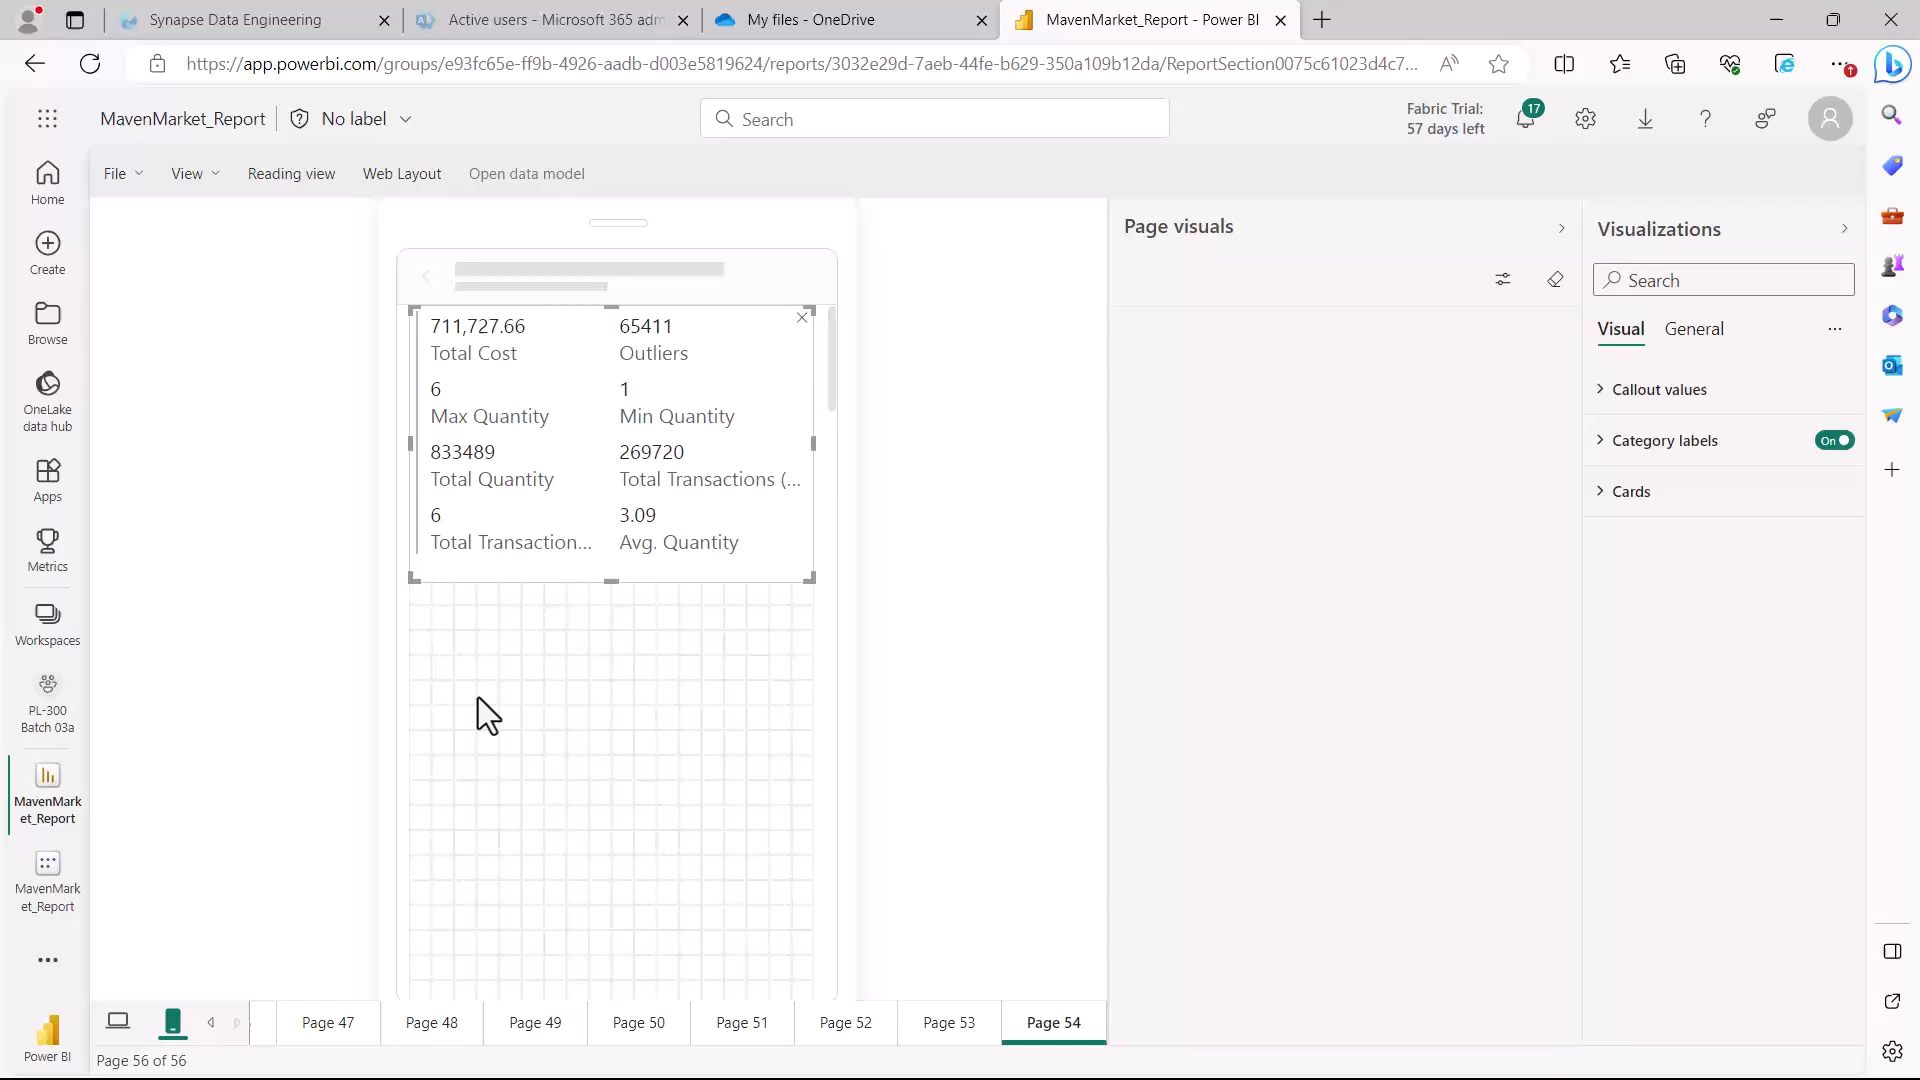 Synapse Data Engineering
Active users - Microsoft 365 adm
My files - OneDrive
MavenMarket_Report - Power BI
https://app.powerbi.com/groups/e93fc65e-ff9b-4926-aadb-d003e5819624/reports/3032e29d-7aeb-44fe-b629-350a109b12da/ReportSection0075c61023d4c7...
MavenMarket_Report
No label
Search
Fabric Trial:
57 days left
17
File
View
Reading view
Web Layout
Open data model
Home
Create
Browse
OneLake
data hub
Apps
Metrics
Workspaces
PL-300
Batch 03a
MavenMark
et_Report
MavenMark
et_Report
Power BI
711,727.66
Total Cost
65411
Outliers
6
Max Quantity
1
Min Quantity
833489
Total Quantity
269720
Total Transactions (...
6
Total Transaction...
3.09
Avg. Quantity
Page visuals
Visualizations
Search
Visual
General
Callout values
Category labels
On
Cards
Page 47
Page 48
Page 49
Page 50
Page 51
Page 52
Page 53
Page 54
Page 56 of 56